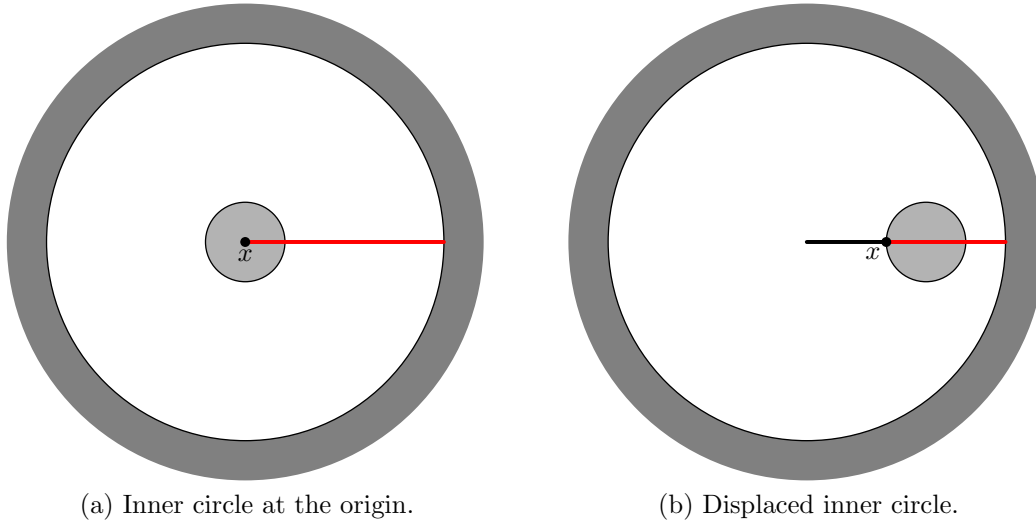 x
x
(a) Inner circle at the origin.
(b) Displaced inner circle.